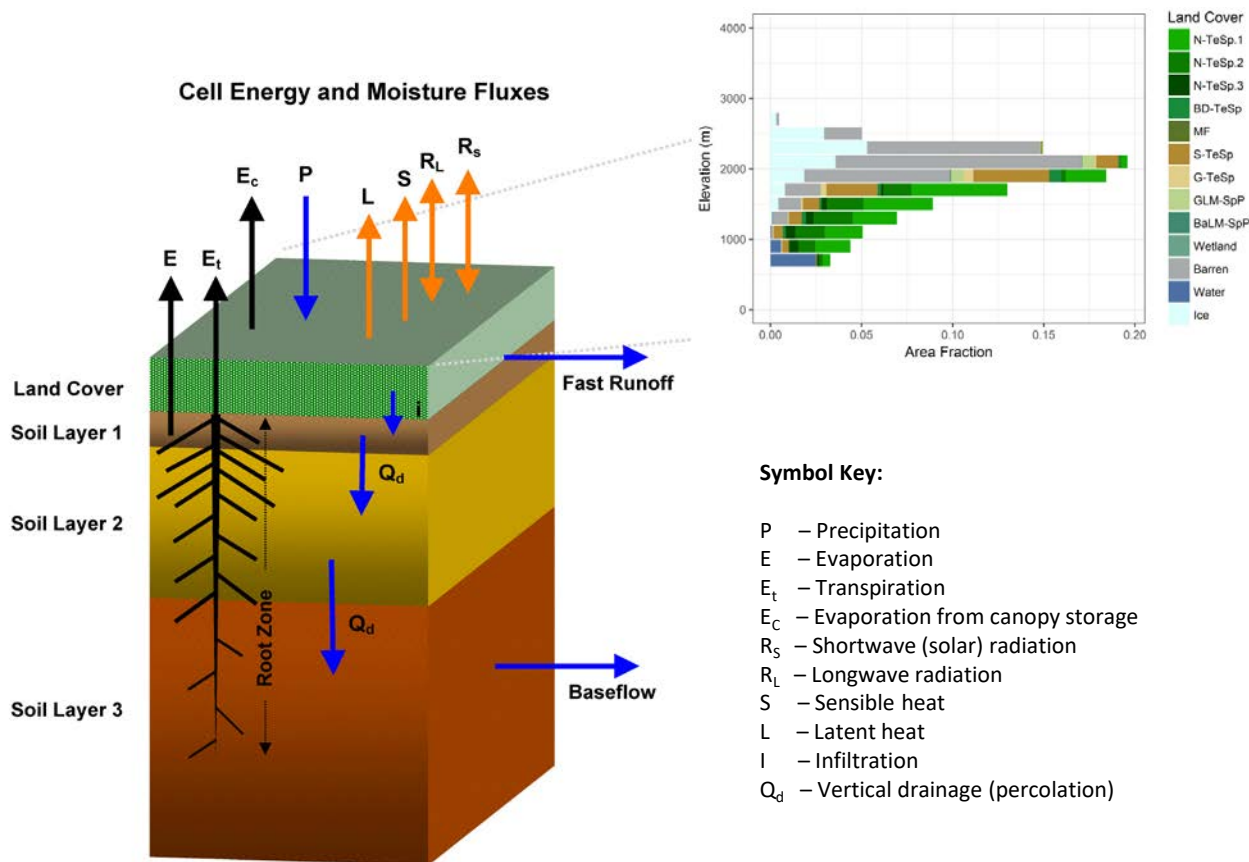 Cell Energy and Moisture Fluxes
E
Et
Ec
P
L
S
RL
Rs
Land Cover
Soil Layer 1
Soil Layer 2
Soil Layer 3
i
Qd
Qd
Root Zone
Fast Runoff
Baseflow
Elevation (m)
4000
3000
2000
1000
0
0.00 0.05 0.10 0.15 0.20
Area Fraction
Land Cover
N-TeSp.1
N-TeSp.2
N-TeSp.3
BD-TeSp
MF
S-TeSp
G-TeSp
GLM-SpP
BaLM-SpP
Wetland
Barren
Water
Ice
Symbol Key:
P – Precipitation
E – Evaporation
Et – Transpiration
EC – Evaporation from canopy storage
RS – Shortwave (solar) radiation
RL – Longwave radiation
S – Sensible heat
L – Latent heat
I – Infiltration
Qd – Vertical drainage (percolation)